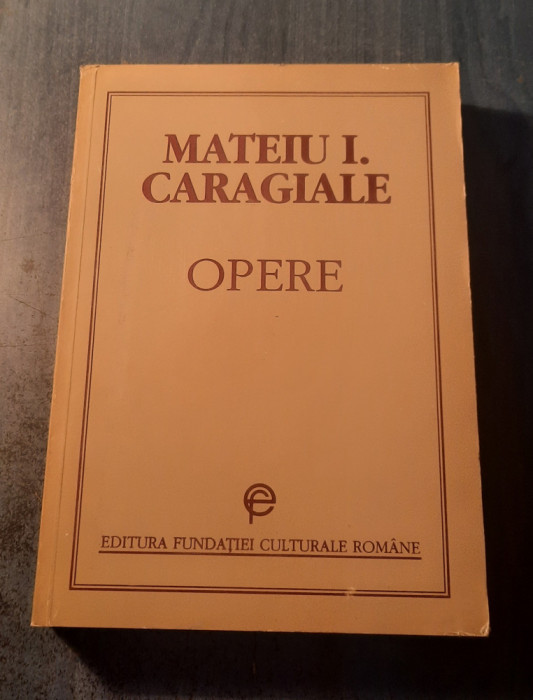 MATEIU I.
CARAGIALE
OPERE
EDITURA FUNDAȚIEI CULTURALE ROMÂNE